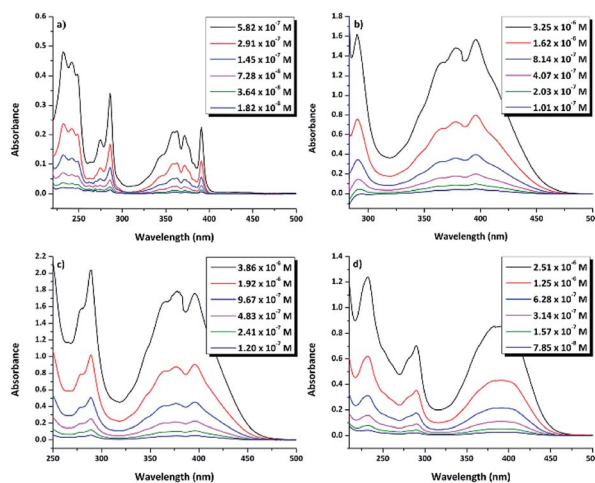 a)
0.6
0.5
0.4
0.3
0.2
0.1
0.0
Absorbance
5.82 x 10⁻⁷ M
2.91 x 10⁻⁷ M
1.45 x 10⁻⁷ M
7.28 x 10⁻⁸ M
3.64 x 10⁻⁸ M
1.82 x 10⁻⁸ M
250 300 350 400 450 500
Wavelength (nm)
b)
1.8
1.6
1.4
1.2
1.0
0.8
0.6
0.4
0.2
0.0
Absorbance
3.25 x 10⁻⁶ M
1.62 x 10⁻⁶ M
8.14 x 10⁻⁷ M
4.07 x 10⁻⁷ M
2.03 x 10⁻⁷ M
1.01 x 10⁻⁷ M
300 350 400 450
Wavelength (nm)
c)
2.2
2.0
1.8
1.6
1.4
1.2
1.0
0.8
0.6
0.4
0.2
0.0
Absorbance
3.86 x 10⁻⁶ M
1.92 x 10⁻⁶ M
9.67 x 10⁻⁷ M
4.83 x 10⁻⁷ M
2.41 x 10⁻⁷ M
1.20 x 10⁻⁷ M
250 300 350 400 450 500
Wavelength (nm)
d)
1.4
1.2
1.0
0.8
0.6
0.4
0.2
0.0
Absorbance
2.51 x 10⁻⁶ M
1.25 x 10⁻⁶ M
6.28 x 10⁻⁷ M
3.14 x 10⁻⁷ M
1.57 x 10⁻⁷ M
7.85 x 10⁻⁸ M
250 300 350 400 450
Wavelength (nm)